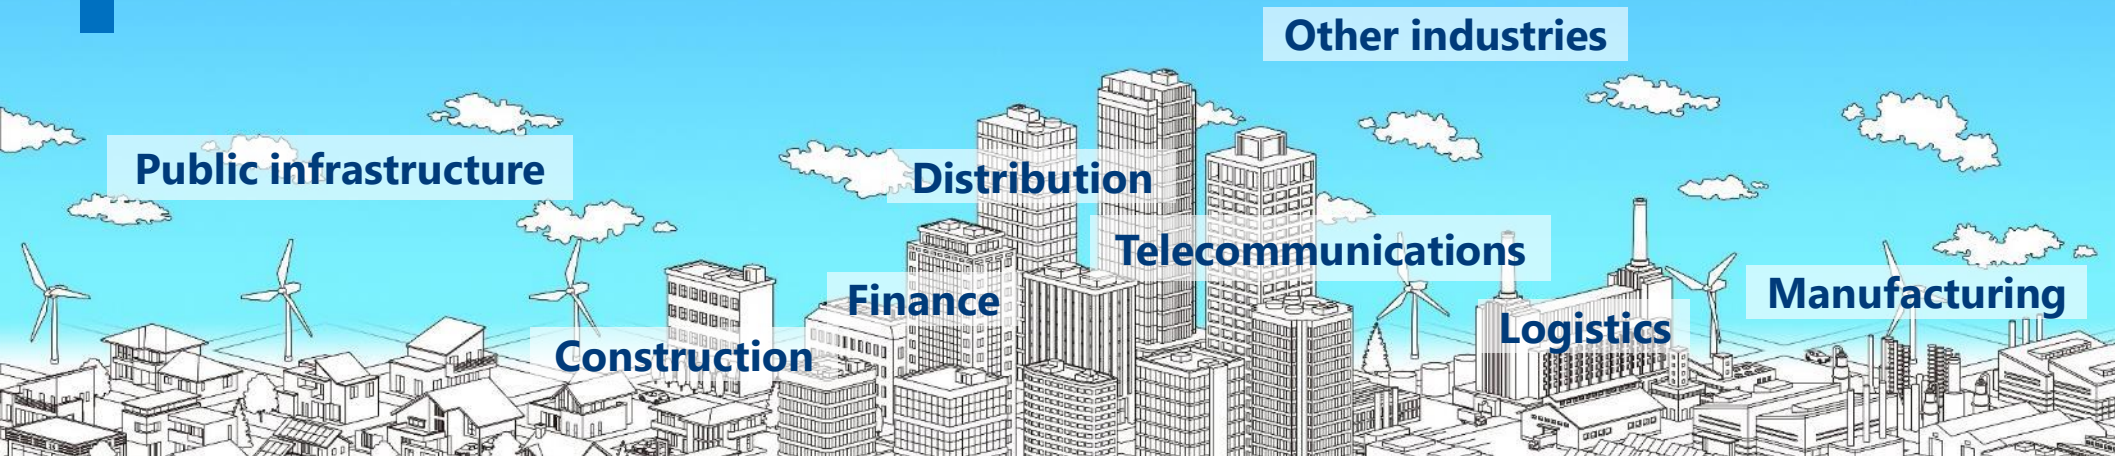 Other industries
Public infrastructure
Distribution
Telecommunications
Finance
Manufacturing
Logistics
Construction